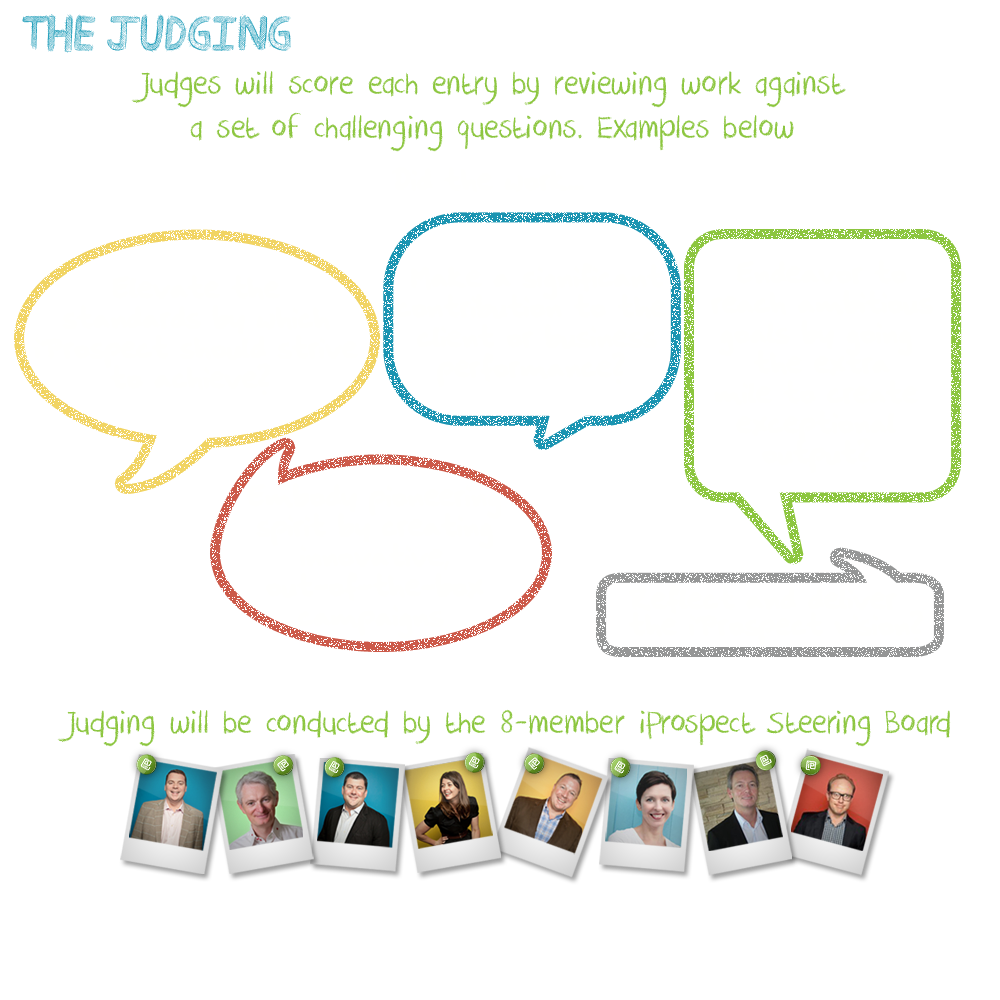 THE JUDGING
Judges will score each entry by reviewing work against
a set of challenging questions. Examples below
Judging will be conducted by the 8-member iProspect Steering Board